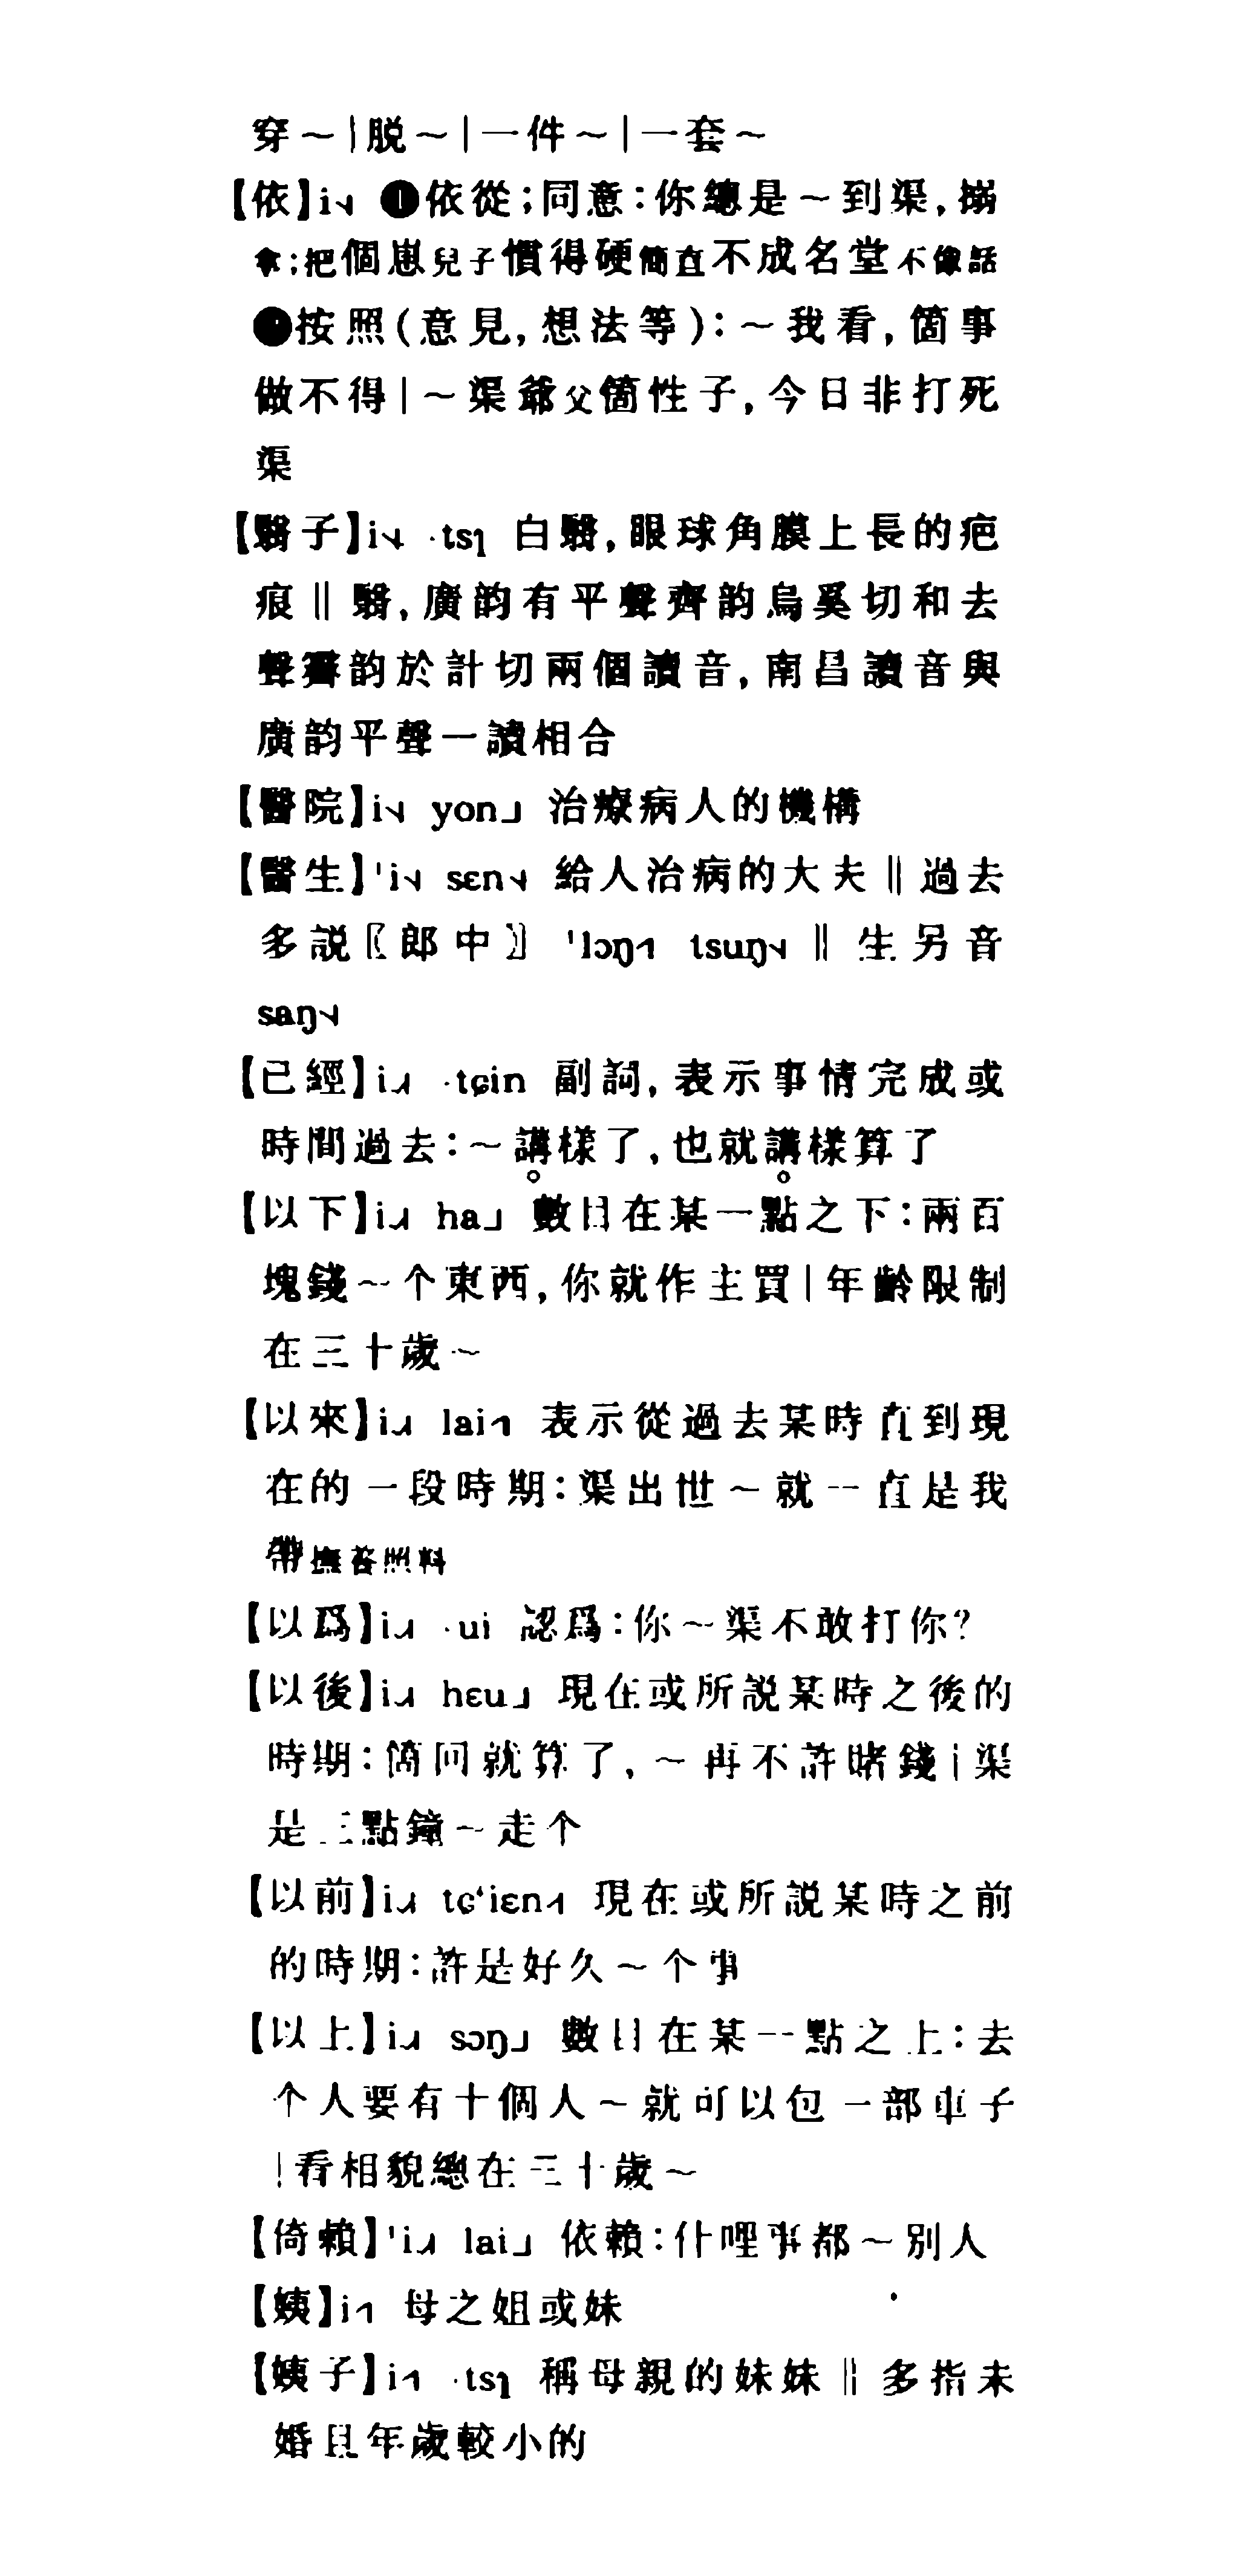 穿～|脱～|一件～|一套～
【依】i˧˩ ❶依從；同意：你總是～到渠，搦
拿；把個崽兒子慣得硬簡直不成名堂不像話
❷按照(意見，想法等)：～我看，箇事
做不得|～渠爺父箇性子，今日非打死
渠
【翳子】i˧˩ ·tsɿ 白翳，眼球角膜上長的疤
痕‖翳，廣韵有平聲齊韵烏奚切和去
聲霽韵於計切兩個讀音，南昌讀音與
廣韵平聲一讀相合
【醫院】i˧˩ yon˩ 治療病人的機構
【醫生】ˈi˧˩ sɛn˧˩ 給人治病的大夫‖過去
多説〖郎中〗 ˈlɔŋ˧˥ tsuŋ˧˩ ‖ 生另音
saŋ˧˩
【已經】i˨˩˧ ·tɕin 副詞，表示事情完成或
時間過去：～講樣了，也就講樣算了
【以下】i˨˩˧ ha˩ 數目在某一點之下：兩百
塊錢～个東西，你就作主買|年齡限制
在三十歲～
【以來】i˨˩˧ lai˧˥ 表示從過去某時直到現
在的一段時期：渠出世～就一直是我
帶撫養照料
【以爲】i˨˩˧ ·ui 認爲：你～渠不敢打你？
【以後】i˨˩˧ hɛu˩ 現在或所説某時之後的
時期：箇回就算了，～再不許賭錢|渠
是三點鐘～走个
【以前】i˨˩˧ tɕʻiɛn˧˥ 現在或所説某時之前
的時期：許是好久～个事
【以上】i˨˩˧ sɔŋ˩ 數目在某一點之上：去
个人要有十個人～就可以包一部車子
|看相貌總在三十歲～
【倚賴】ˈi˨˩˧ lai˩ 依賴：什哩事都～別人
【姨】i˧˥ 母之姐或妹
【姨子】i˧˥ ·tsɿ 稱母親的妹妹‖多指未
婚且年歲較小的